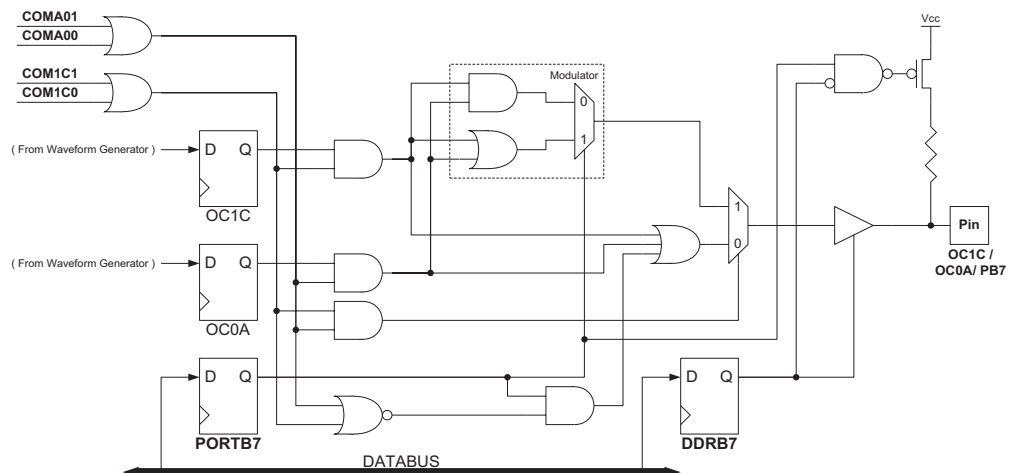 COMA01
COMA00
Vcc
COM1C1
COM1C0
Modulator
0
1
( From Waveform Generator )
D Q
OC1C
1
0
Pin
OC1C /
OC0A/ PB7
( From Waveform Generator )
D Q
OC0A
D Q
PORTB7
D Q
DDRB7
DATABUS